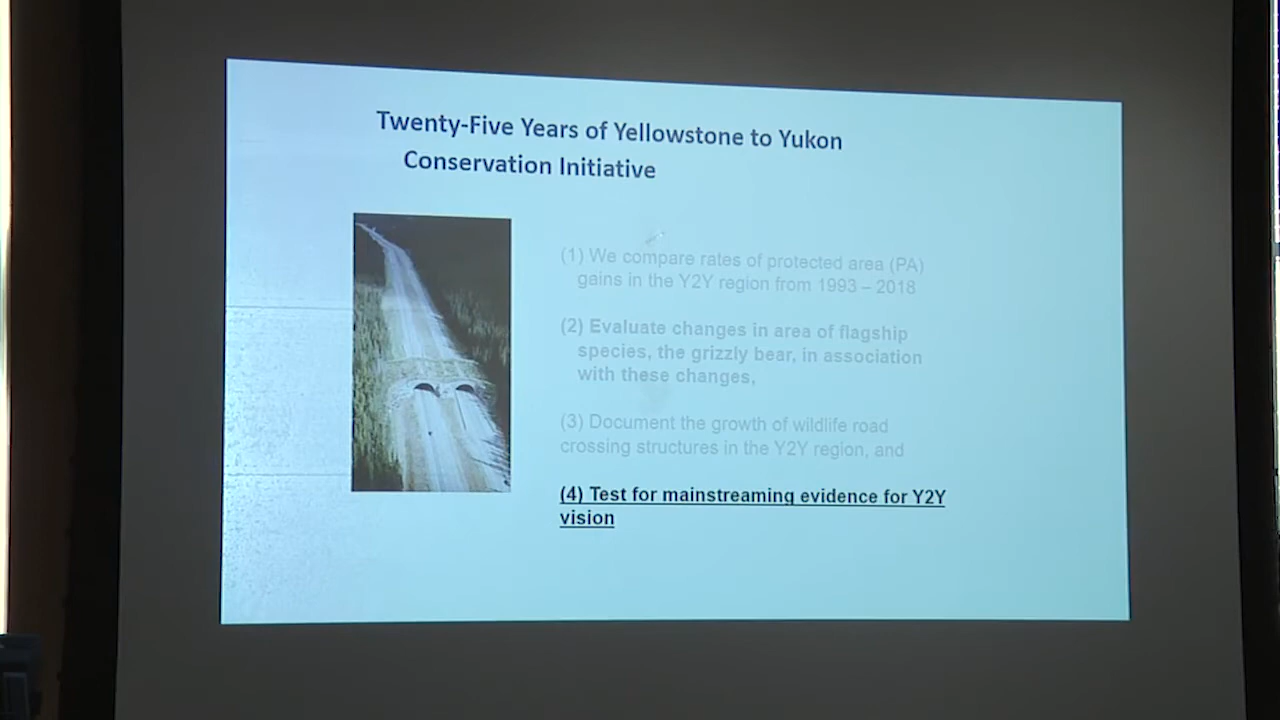 Twenty-Five Years of Yellowstone to Yukon
Conservation Initiative
(1) We compare rates of protected area (PA)
gains in the Y2Y region from 1993 – 2018
(2) Evaluate changes in area of flagship
species, the grizzly bear, in association
with these changes,
(3) Document the growth of wildlife road
crossing structures in the Y2Y region, and
(4) Test for mainstreaming evidence for Y2Y
vision